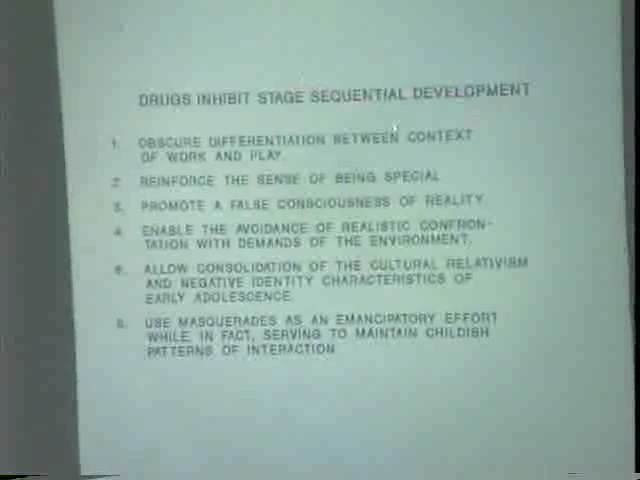 DRUGS INHIBIT STAGE SEQUENTIAL DEVELOPMENT
1. OBSCURE DIFFERENTIATION BETWEEN CONTEXT
OF WORK AND PLAY.
2. REINFORCE THE SENSE OF BEING SPECIAL
3. PROMOTE A FALSE CONSCIOUSNESS OF REALITY.
4. ENABLE THE AVOIDANCE OF REALISTIC CONFRON-
TATION WITH DEMANDS OF THE ENVIRONMENT.
5. ALLOW CONSOLIDATION OF THE CULTURAL RELATIVISM
AND NEGATIVE IDENTITY CHARACTERISTICS OF
EARLY ADOLESCENCE.
6. USE MASQUERADES AS AN EMANCIPATORY EFFORT
WHILE, IN FACT, SERVING TO MAINTAIN CHILDISH
PATTERNS OF INTERACTION